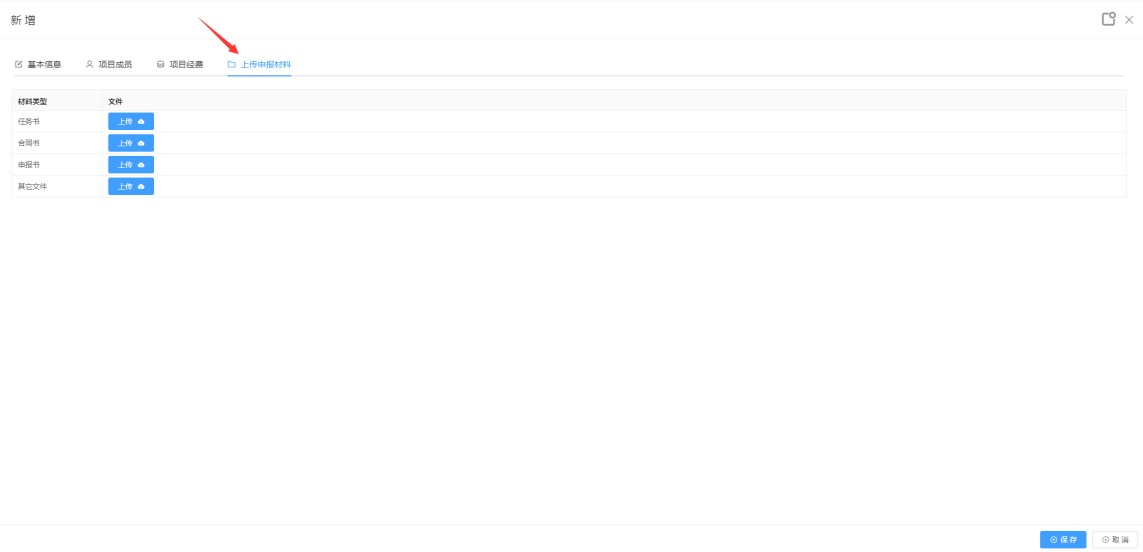 新增
基本信息 项目成员 项目经费 上传申报材料
材料类型 文件
任务书 上传
合同书 上传
申报书 上传
其它文件 上传
保存 取消